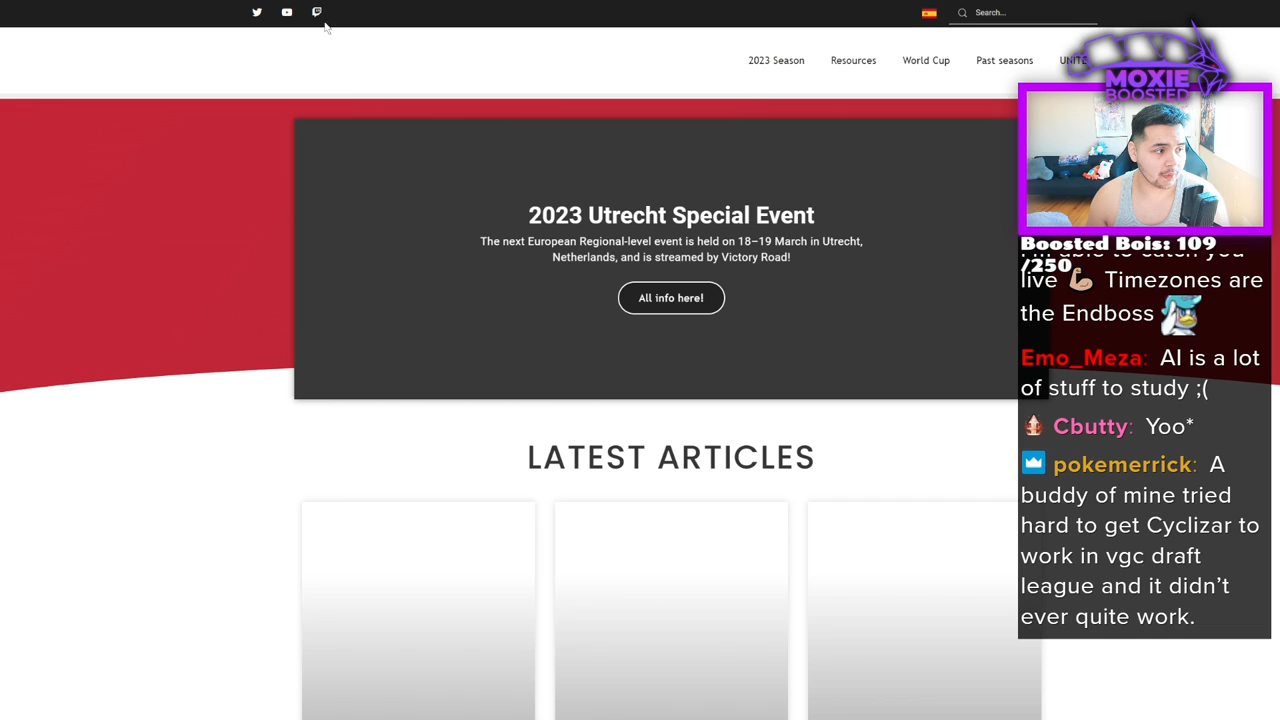 Search...
2023 Season
Resources
World Cup
Past seasons
UNITE
MOXIE
BOOSTED
2023 Utrecht Special Event
The next European Regional-level event is held on 18–19 March in Utrecht,
Netherlands, and is streamed by Victory Road!
All info here!
LATEST ARTICLES
Boosted Bois: 109
/250
I'm able to catch you
live 💪🏼 Timezones are
the Endboss
Emo_Meza: AI is a lot
of stuff to study ;(
Cbutty: Yoo*
pokemerrick: A
buddy of mine tried
hard to get Cyclizar to
work in vgc draft
league and it didn't
ever quite work.